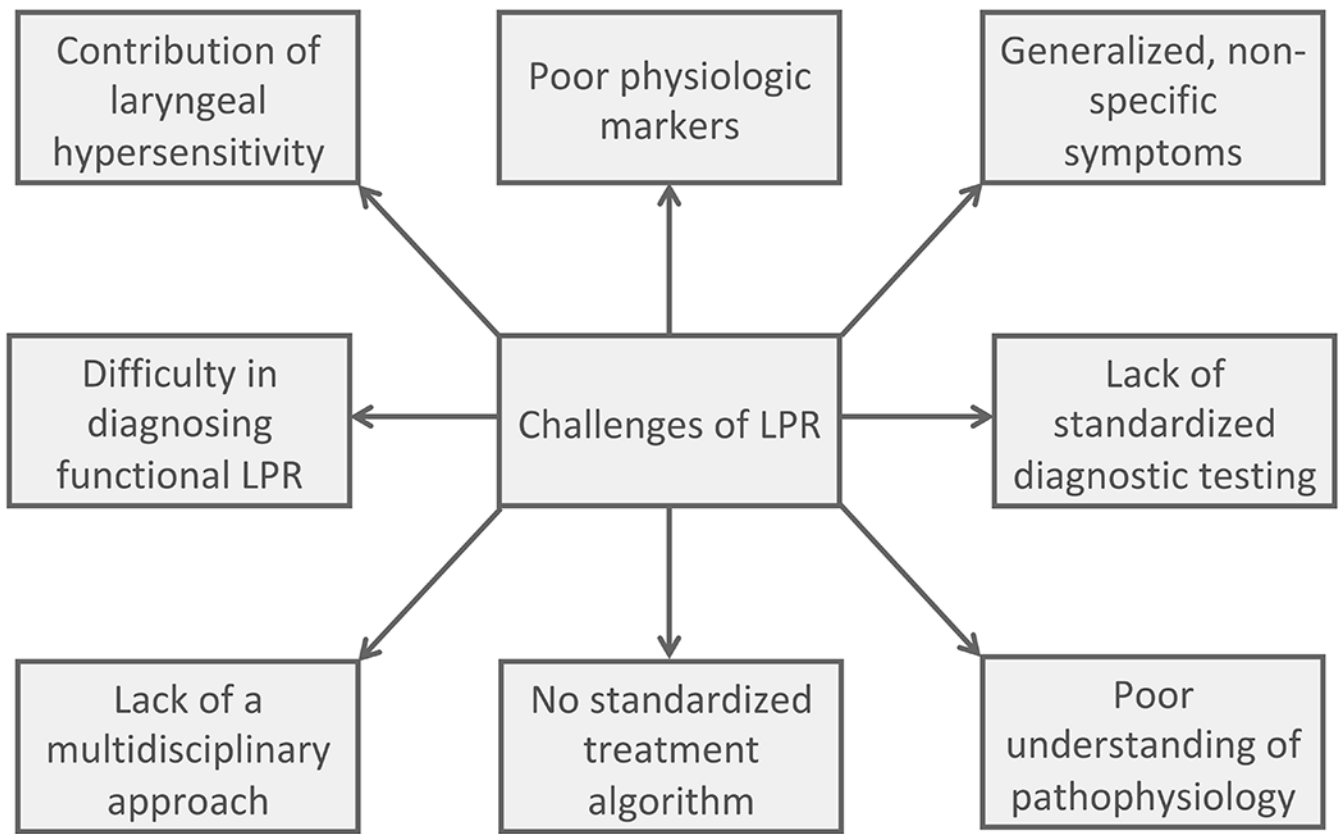 Contribution of
laryngeal
hypersensitivity
Poor physiologic
markers
Generalized, non-
specific
symptoms
Difficulty in
diagnosing
functional LPR
Challenges of LPR
Lack of
standardized
diagnostic testing
Lack of a
multidisciplinary
approach
No standardized
treatment
algorithm
Poor
understanding of
pathophysiology